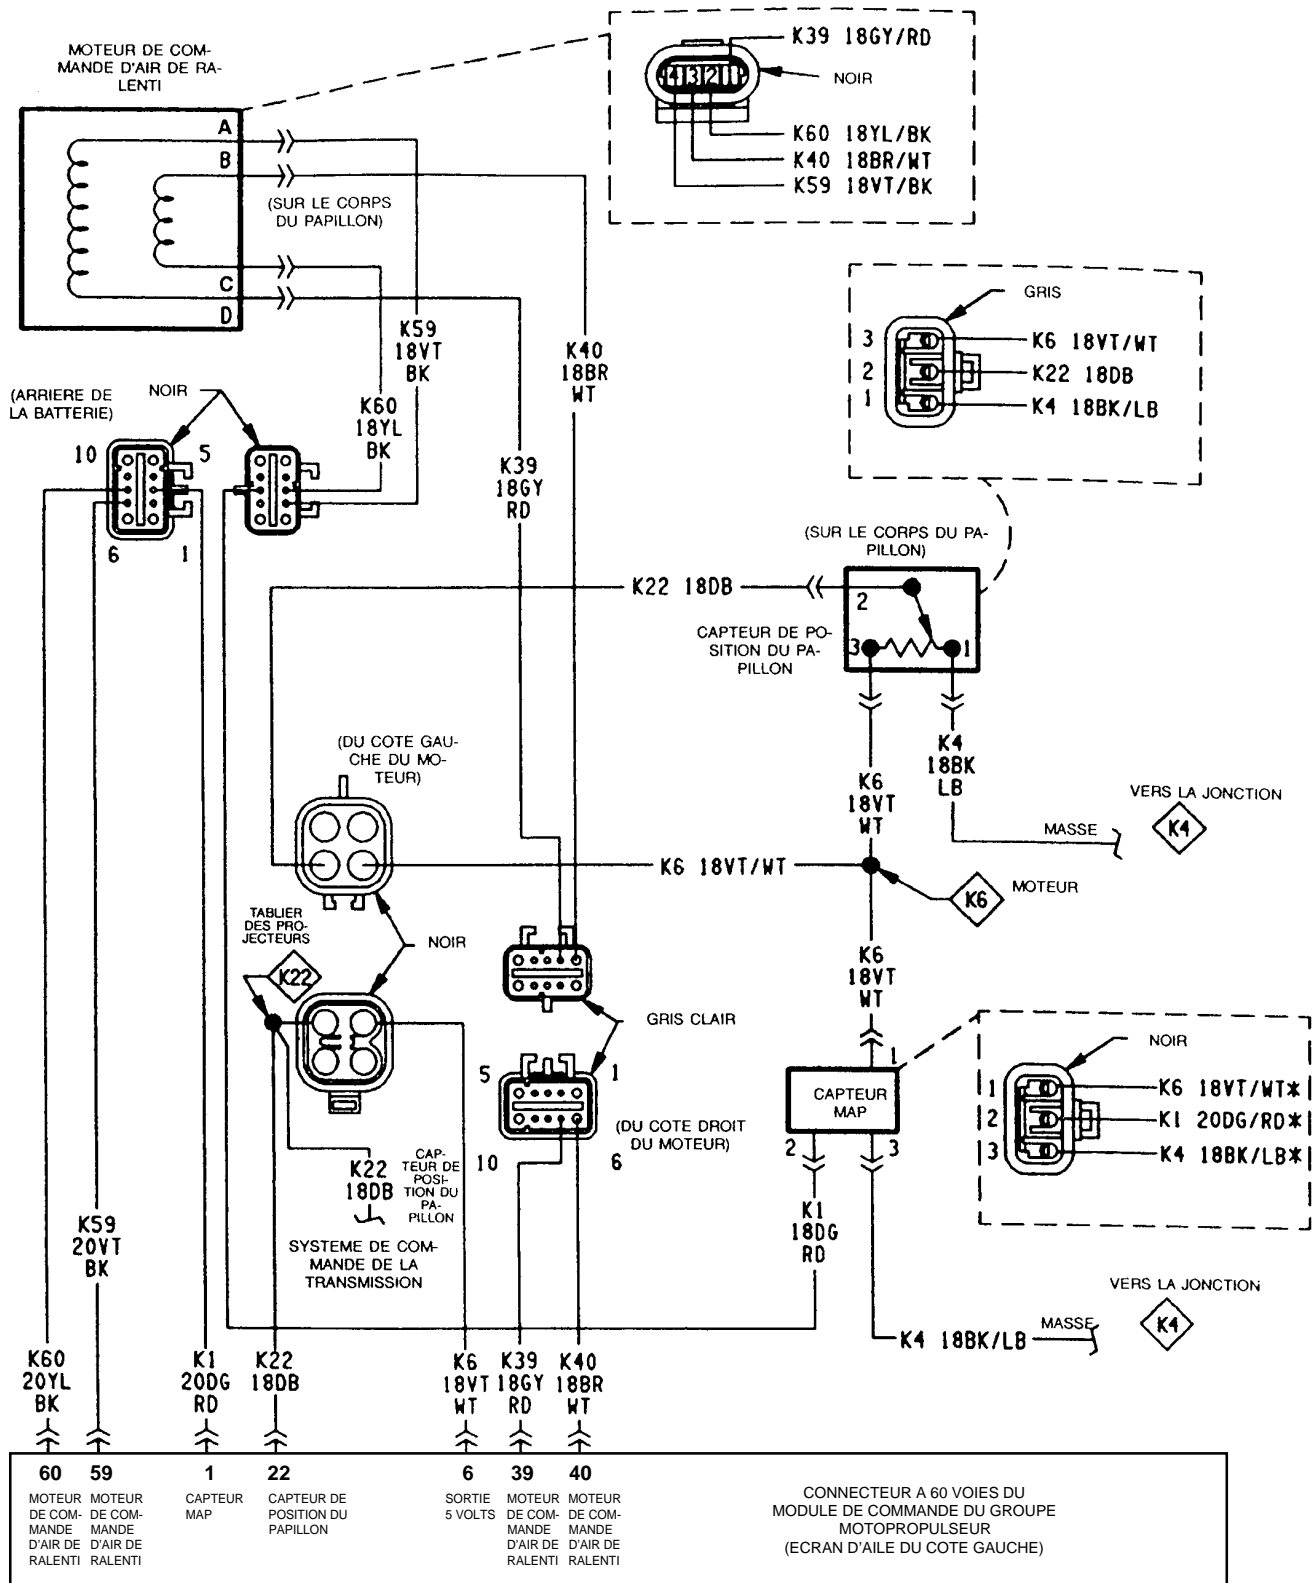 MOTEUR DE COM-
MANDE D'AIR DE RA-
LENTI
A
B
C
D
(SUR LE CORPS
DU PAPILLON)
K39 18GY/RD
NOIR
4 3 2 1
K60 18YL/BK
K40 18BR/WT
K59 18VT/BK
GRIS
3
2
1
K6 18VT/WT
K22 18DB
K4 18BK/LB
K59
18VT
BK
K40
18BR
WT
K60
18YL
BK
K39
18GY
RD
(ARRIERE DE
LA BATTERIE)
NOIR
10
5
6
1
(SUR LE CORPS DU PA-
PILLON)
K22 18DB
2
3
1
CAPTEUR DE PO-
SITION DU PA-
PILLON
(DU COTE GAU-
CHE DU MO-
TEUR)
K6
18VT
WT
K4
18BK
LB
MASSE
VERS LA JONCTION
K4
K6 18VT/WT
K6
MOTEUR
TABLIER
DES PRO-
JECTEURS
K22
NOIR
K6
18VT
WT
GRIS CLAIR
5
1
10
6
(DU COTE DROIT
DU MOTEUR)
1
CAPTEUR
MAP
2
3
NOIR
1
2
3
K6 18VT/WT*
K1 20DG/RD*
K4 18BK/LB*
K22
18DB
CAP-
TEUR DE
POSI-
TION DU
PA-
PILLON
SYSTEME DE COM-
MANDE DE LA
TRANSMISSION
K59
20VT
BK
K1
18DG
RD
K4 18BK/LB
MASSE
VERS LA JONCTION
K4
K60
20YL
BK
K1
20DG
RD
K22
18DB
K6
18VT
WT
K39
18GY
RD
K40
18BR
WT
60
59
1
22
6
39
40
MOTEUR
DE COM-
MANDE
D'AIR DE
RALENTI
MOTEUR
DE COM-
MANDE
D'AIR DE
RALENTI
CAPTEUR
MAP
CAPTEUR DE
POSITION DU
PAPILLON
SORTIE
5 VOLTS
MOTEUR
DE COM-
MANDE
D'AIR DE
RALENTI
MOTEUR
DE COM-
MANDE
D'AIR DE
RALENTI
CONNECTEUR A 60 VOIES DU
MODULE DE COMMANDE DU GROUPE
MOTOPROPULSEUR
(ECRAN D'AILE DU COTE GAUCHE)